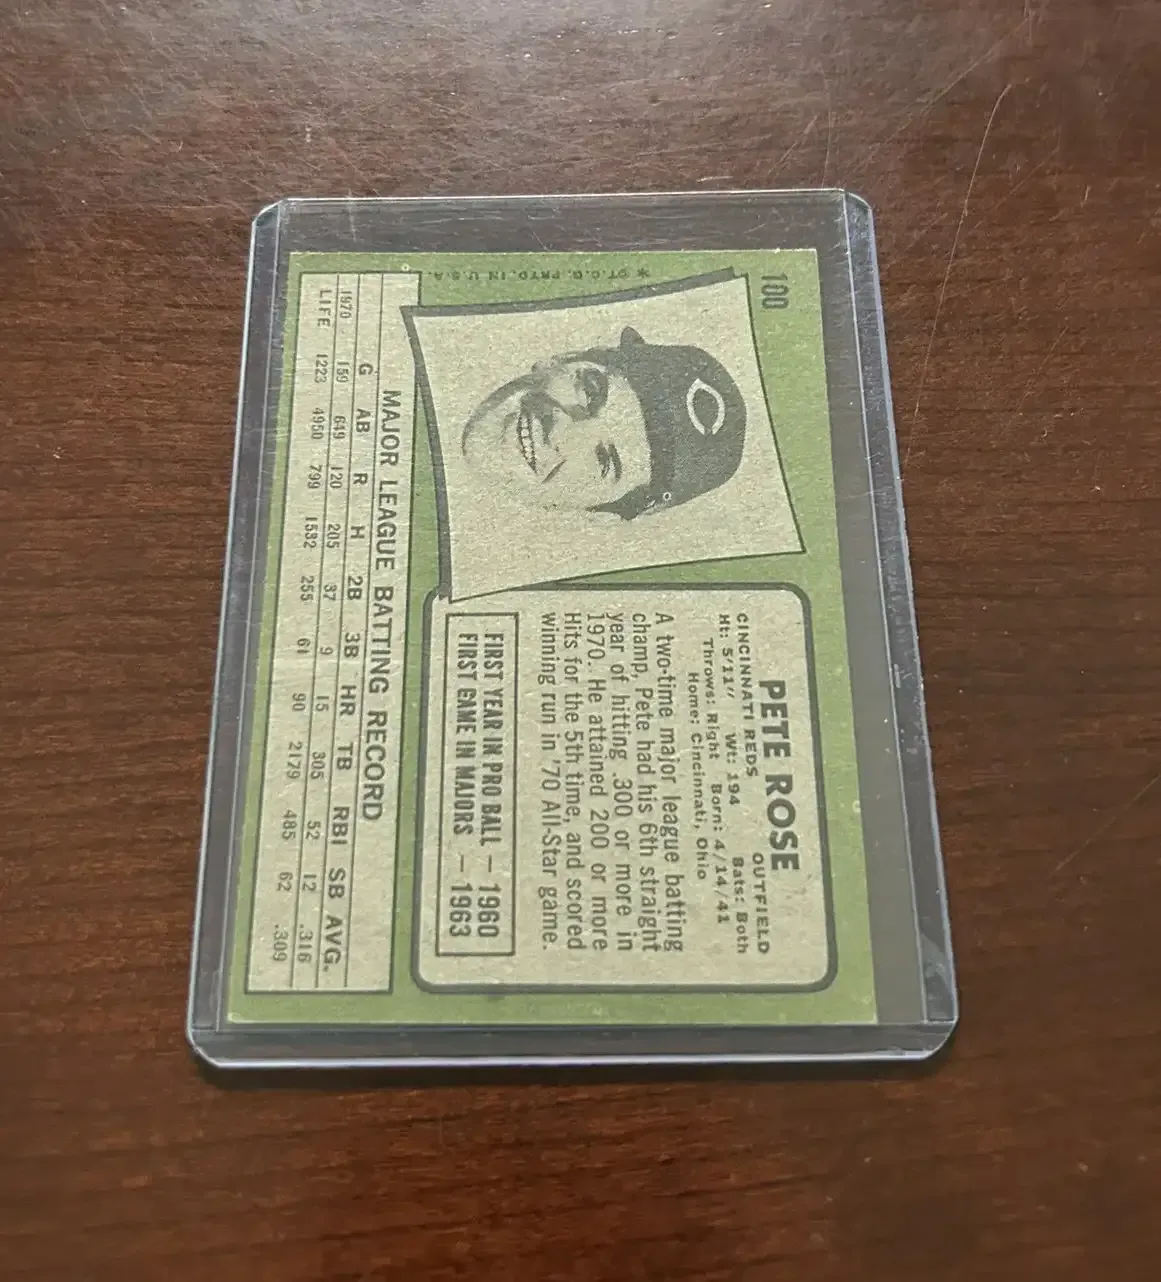 100
PETE ROSE
CINCINNATI REDS OUTFIELD
Ht: 5'11" Wt: 194 Bats: Both
Throws: Right Born: 4/14/41
Home: Cincinnati, Ohio
A two-time major league batting
champ, Pete had his 6th straight
year of hitting .300 or more in
1970. He attained 200 or more
Hits for the 5th time, and scored
winning run in '70 All-Star game.
FIRST YEAR IN PRO BALL — 1960
FIRST GAME IN MAJORS — 1963
C
* ©T.C.G. PRTD. IN U.S.A.
MAJOR LEAGUE BATTING RECORD
G AB R H 2B 3B HR TB RBI SB AVG.
1970 159 649 120 205 37 9 15 305 52 12 .316
LIFE 1223 4950 799 1532 255 61 90 2179 485 62 .309